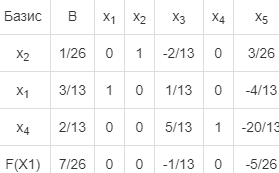 Базис B x1 x2 x3 x4 x5
x2 1/26 0 1 -2/13 0 3/26
x1 3/13 1 0 1/13 0 -4/13
x4 2/13 0 0 5/13 1 -20/13
F(X1) 7/26 0 0 -1/13 0 -5/26